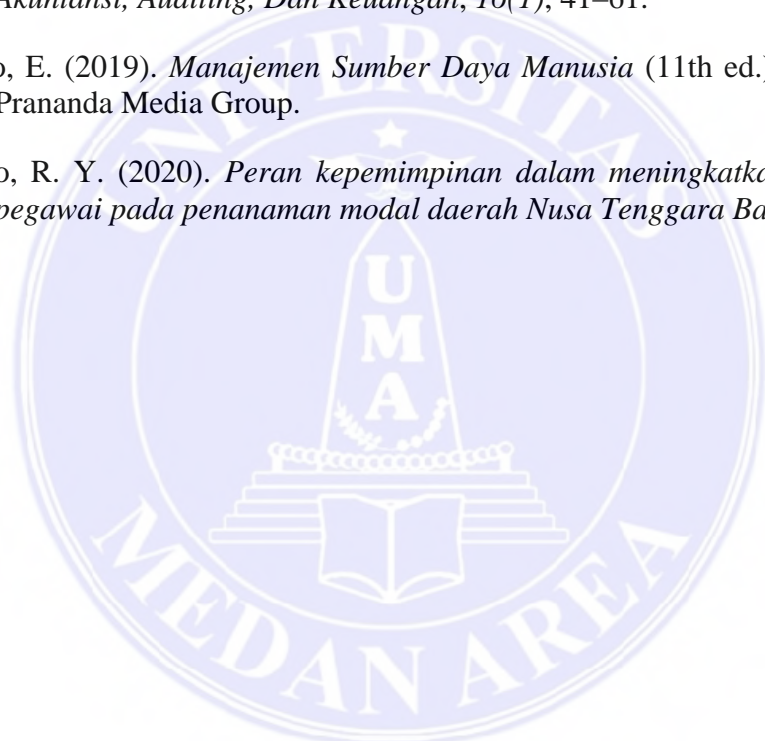 Akuntansi, Auditing, Dan Keuangan, 16(1), 41–61.
o, E. (2019). Manajemen Sumber Daya Manusia (11th ed.)
Prananda Media Group.
o, R. Y. (2020). Peran kepemimpinan dalam meningkatka
pegawai pada penanaman modal daerah Nusa Tenggara Ba
UNIVERSITAS
UMA
MEDAN AREA